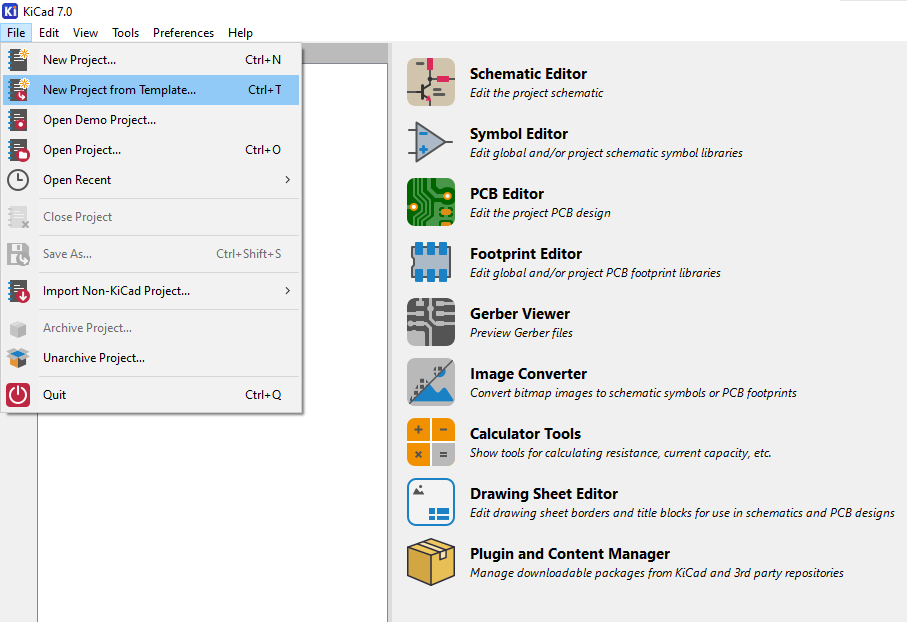 KiCad 7.0
File Edit View Tools Preferences Help
New Project... Ctrl+N
New Project from Template... Ctrl+T
Open Demo Project...
Open Project... Ctrl+O
Open Recent
Close Project
Save As... Ctrl+Shift+S
Import Non-KiCad Project...
Archive Project...
Unarchive Project...
Quit Ctrl+Q
Schematic Editor
Edit the project schematic
Symbol Editor
Edit global and/or project schematic symbol libraries
PCB Editor
Edit the project PCB design
Footprint Editor
Edit global and/or project PCB footprint libraries
Gerber Viewer
Preview Gerber files
Image Converter
Convert bitmap images to schematic symbols or PCB footprints
Calculator Tools
Show tools for calculating resistance, current capacity, etc.
Drawing Sheet Editor
Edit drawing sheet borders and title blocks for use in schematics and PCB designs
Plugin and Content Manager
Manage downloadable packages from KiCad and 3rd party repositories